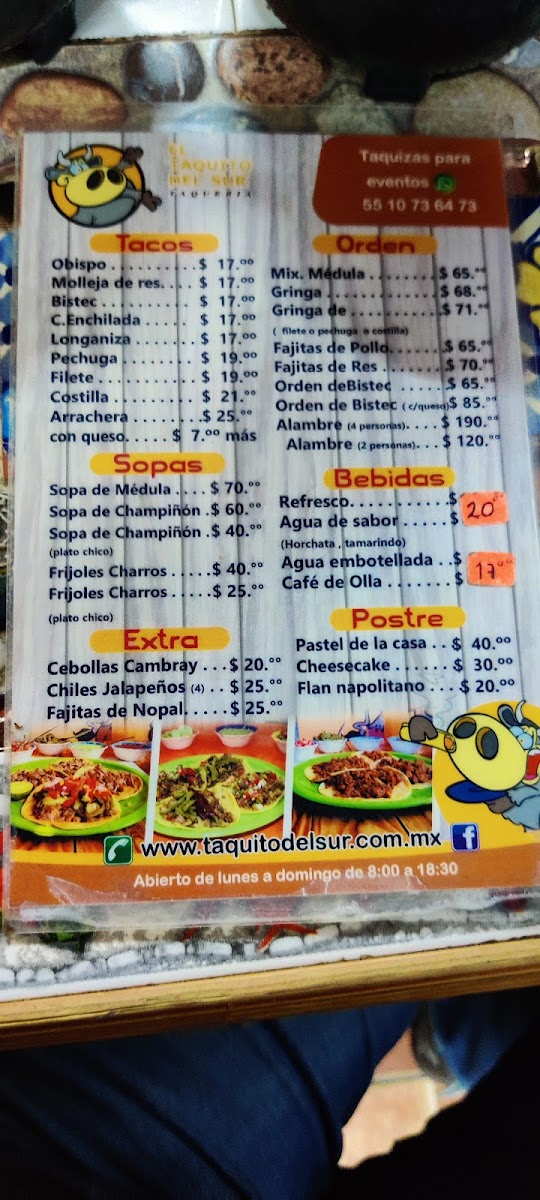 EL
TAQUITO
DEL SUR
TAQUERIA
Taquizas para
eventos
55 10 73 64 73
Tacos
Obispo . . . . . . . . . . $ 17.ºº
Molleja de res. . . . $ 17.ºº
Bistec . . . . . . . . . . $ 17.ºº
C.Enchilada . . . . . $ 17.ºº
Longaniza . . . . . . $ 17.ºº
Pechuga . . . . . . . . $ 19.ºº
Filete . . . . . . . . . . $ 19.ºº
Costilla . . . . . . . . $ 21.ºº
Arrachera . . . . . . . . $ 25.ºº
con queso. . . . . $ 7.ºº más
Sopas
Sopa de Médula . . . . $ 70.ºº
Sopa de Champiñón . $ 60.ºº
Sopa de Champiñón . $ 40.ºº
(plato chico)
Frijoles Charros . . . . . $ 40.ºº
Frijoles Charros . . . . . $ 25.ºº
(plato chico)
Extra
Cebollas Cambray . . . $ 20.ºº
Chiles Jalapeños (4) . . $ 25.ºº
Fajitas de Nopal. . . . . $ 25.ºº
Orden
Mix. Médula . . . . . . . . $ 65.ºº
Gringa . . . . . . . . . . . . . $ 68.ºº
Gringa de . . . . . . . . . . $ 71.ºº
( filete o pechuga o costilla)
Fajitas de Pollo. . . . . . $ 65.ºº
Fajitas de Res . . . . . . . $ 70.ºº
Orden deBistec . . . . . . $ 65.ºº
Orden de Bistec ( c/queso) $ 85.ºº
Alambre (4 personas). . . . $ 190.ºº
Alambre (2 personas). . . $ 120.ºº
Bebidas
Refresco. . . . . . . . . . . $
Agua de sabor . . . . . $ 20.ºº
(Horchata , tamarindo)
Agua embotellada . . $
Café de Olla . . . . . . . $ 17.ºº
Postre
Pastel de la casa . . $ 40.ºº
Cheesecake . . . . . . $ 30.ºº
Flan napolitano . . . $ 20.ºº
www.taquitodelsur.com.mx f
Abierto de lunes a domingo de 8:00 a 18:30